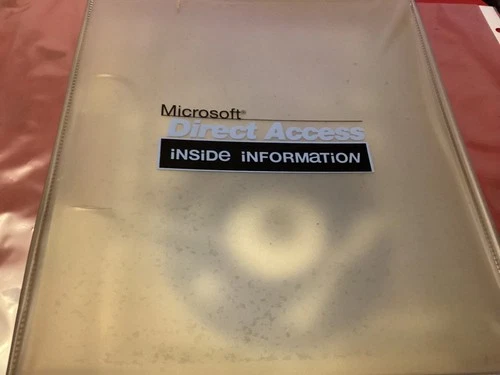 Microsoft®
Direct Access
iNSiDe iNFORMATiON